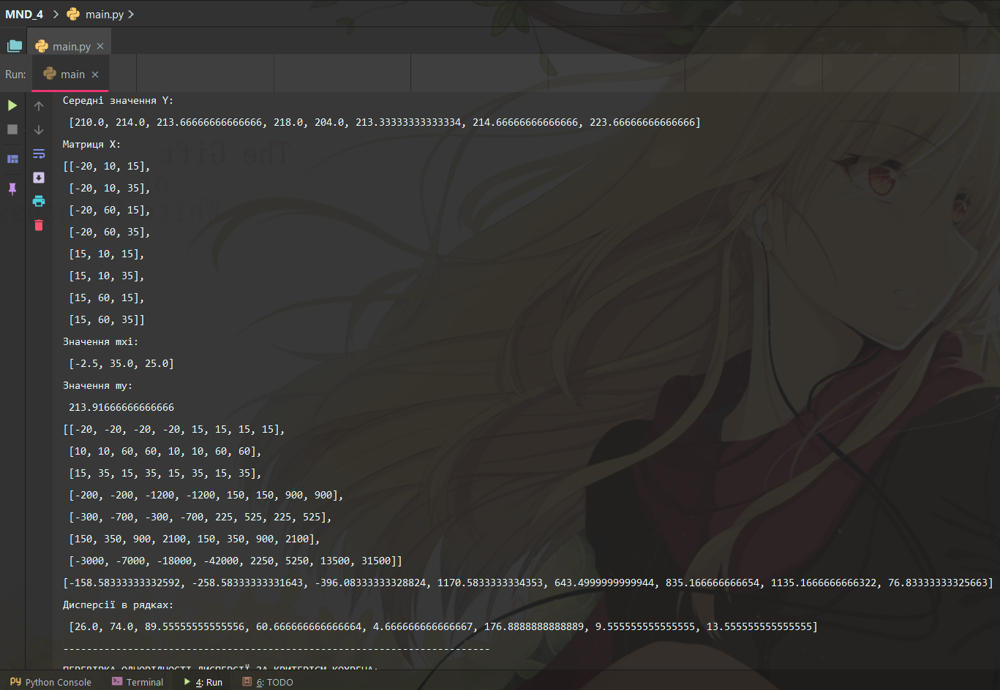 MND_4 main.py
main.py
Run: main
Середні значення Y:
[210.0, 214.0, 213.66666666666666, 218.0, 204.0, 213.33333333333334, 214.66666666666666, 223.66666666666666]
Матриця X:
[[-20, 10, 15],
[-20, 10, 35],
[-20, 60, 15],
[-20, 60, 35],
[15, 10, 15],
[15, 10, 35],
[15, 60, 15],
[15, 60, 35]]
Значення mxi:
[-2.5, 35.0, 25.0]
Значення my:
213.91666666666666
[[-20, -20, -20, -20, 15, 15, 15, 15],
[10, 10, 60, 60, 10, 10, 60, 60],
[15, 35, 15, 35, 15, 35, 15, 35],
[-200, -200, -1200, -1200, 150, 150, 900, 900],
[-300, -700, -300, -700, 225, 525, 225, 525],
[150, 350, 900, 2100, 150, 350, 900, 2100],
[-3000, -7000, -18000, -42000, 2250, 5250, 13500, 31500]]
[-158.58333333332592, -258.58333333331643, -396.08333333328824, 1170.5833333334353, 643.4999999999944, 835.166666666654, 1135.1666666666322, 76.83333333325663]
Дисперсії в рядках:
[26.0, 74.0, 89.55555555555556, 60.666666666666664, 4.666666666666667, 176.8888888888889, 9.555555555555555, 13.555555555555555]
-------------------------------------------------------------------------
ПЕРЕВІРКА ОДНОРІДНОСТІ ДИСПЕРСІЇ ЗА КРИТЕРІЄМ КОХРЕНА:
Python Console Terminal 4: Run 6: TODO